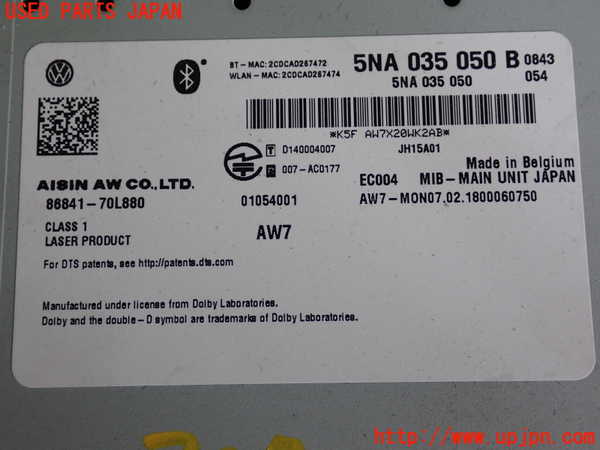 USED PARTS JAPAN
BT-MAC: 2CDCAD267472
WLAN-MAC: 2CDCAD267474
5NA 035 050 B 0843
5NA 035 050 054
*K5F AW7X20WK2AB*
T D140004007 JH15A01
R 007-AC0177
Made in Belgium
AISIN AW CO., LTD.
EC004 MIB-MAIN UNIT JAPAN
86841-70L880 01054001 AW7-MON07.02.1800060750
CLASS 1
LASER PRODUCT
AW7
For DTS patents, see http://patents.dts.com
Manufactured under license from Dolby Laboratories.
Dolby and the double-D symbol are trademarks of Dolby Laboratories.
http://www.upjpn.com